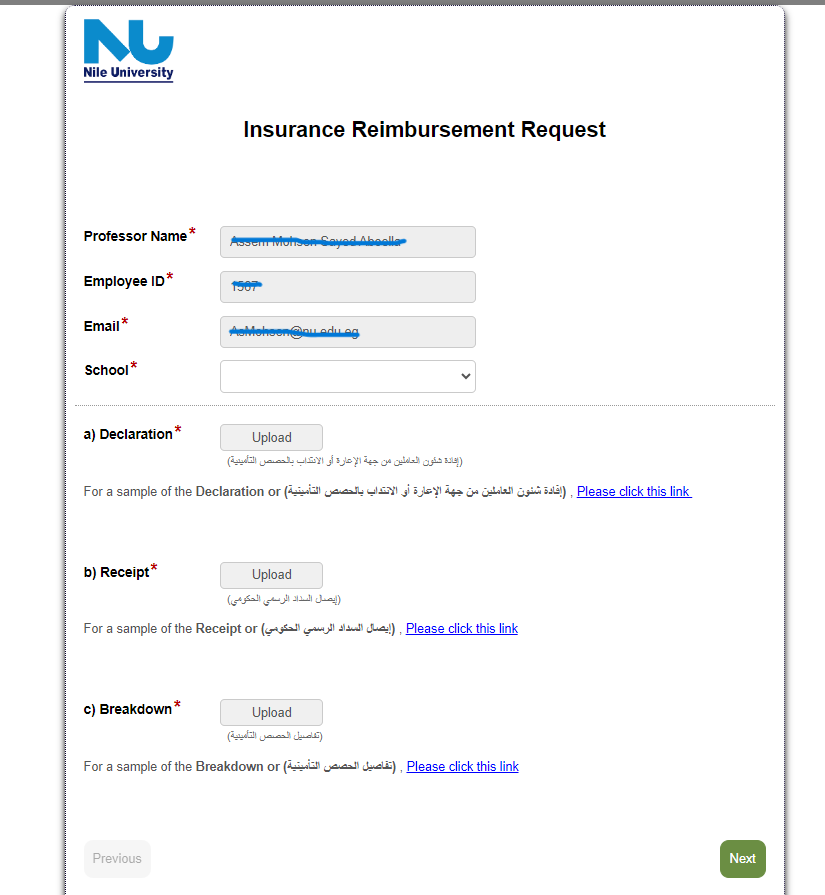 NU
Nile University
Insurance Reimbursement Request
Professor Name*
Employee ID*
Email*
School*
a) Declaration* Upload
(إفادة شئون العاملين من جهة الإعارة أو الانتداب بالحصص التأمينية)
For a sample of the Declaration or (إفادة شئون العاملين من جهة الإعارة أو الانتداب بالحصص التأمينية) , Please click this link
b) Receipt* Upload
(إيصال السداد الرسمي الحكومي)
For a sample of the Receipt or (إيصال السداد الرسمي الحكومي) , Please click this link
c) Breakdown* Upload
(تفاصيل الحصص التأمينية)
For a sample of the Breakdown or (تفاصيل الحصص التأمينية) , Please click this link
Previous Next